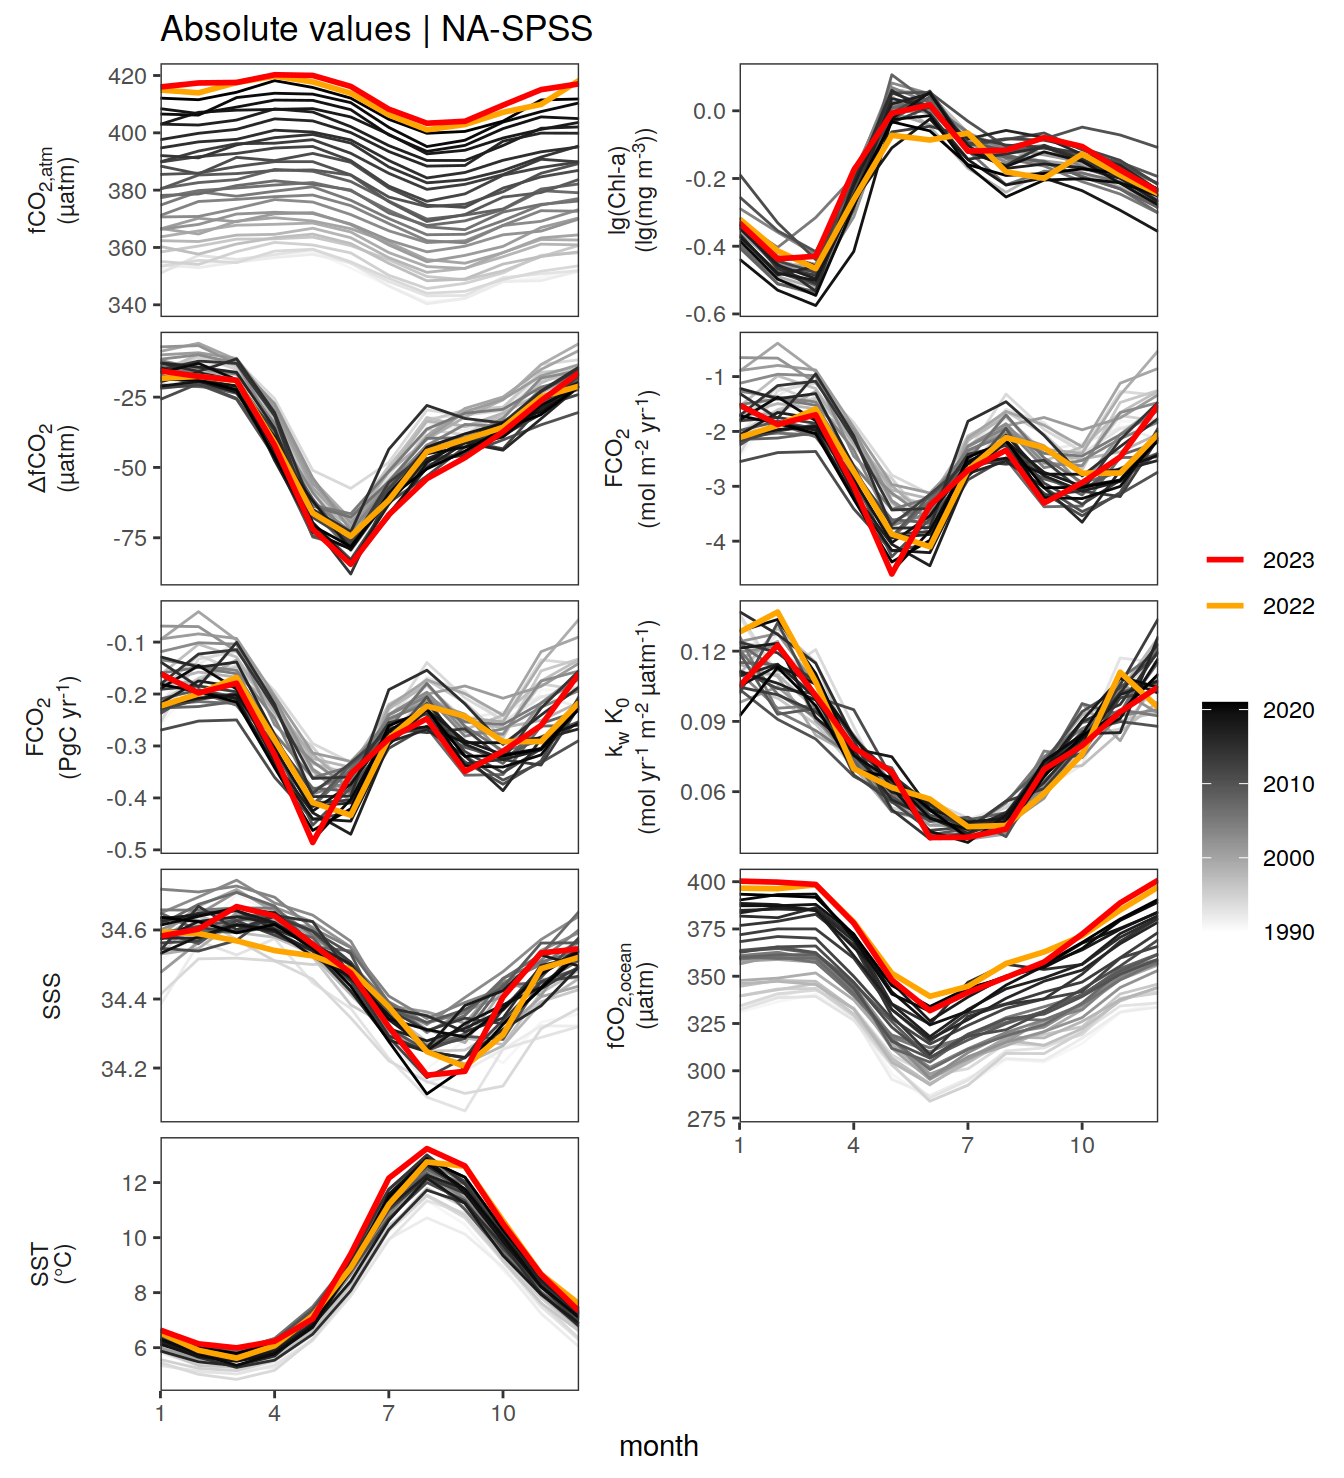 Absolute values | NA-SPSS
fCO2,atm
(µatm)
420
400
380
360
340
lg(Chl-a)
(lg(mg m-3))
0.0
-0.2
-0.4
-0.6
ΔfCO2
(µatm)
-25
-50
-75
FCO2
(mol m-2 yr-1)
-1
-2
-3
-4
FCO2
(PgC yr-1)
-0.1
-0.2
-0.3
-0.4
-0.5
kw K0
(mol yr-1 m-2 µatm-1)
0.12
0.09
0.06
SSS
34.6
34.4
34.2
fCO2,ocean
(µatm)
400
375
350
325
300
275
1
4
7
10
SST
(°C)
12
10
8
6
1
4
7
10
month
2023
2022
2020
2010
2000
1990